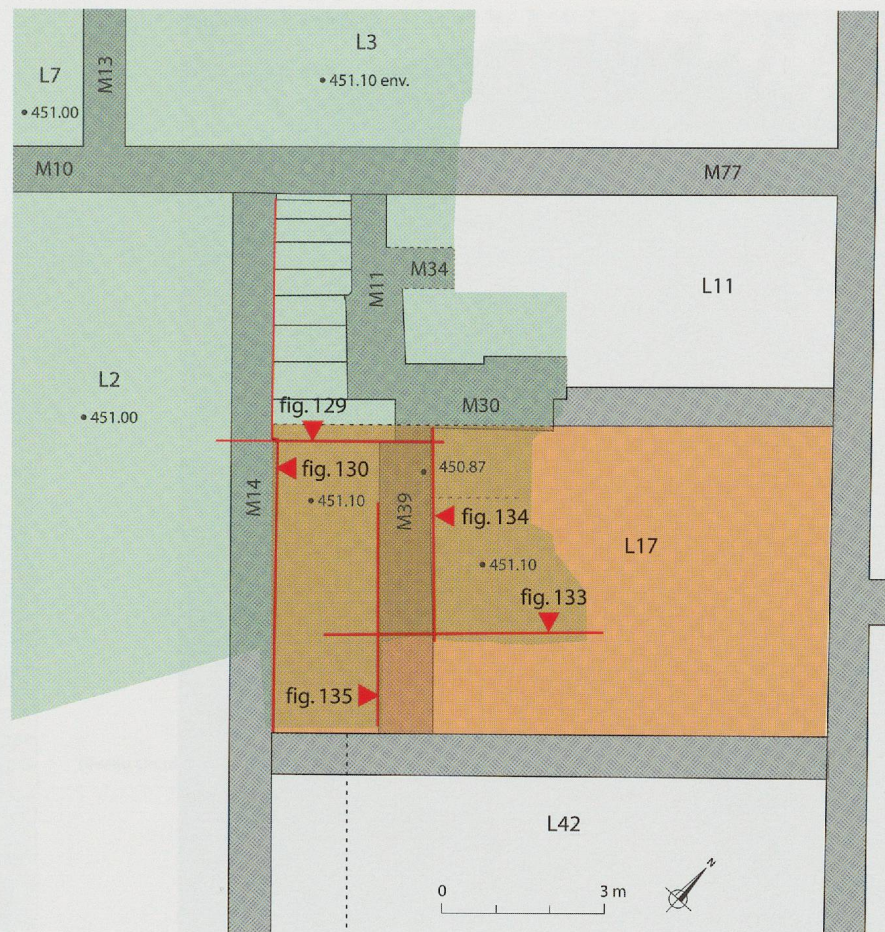 L3
L7
M13
451.10 env.
451.00
M10
M77
M34
M11
L11
L2
451.00
fig. 129
M30
fig. 130
450.87
M14
451.10
M39
fig. 134
L17
451.10
fig. 133
fig. 135
L42
0
3 m
N